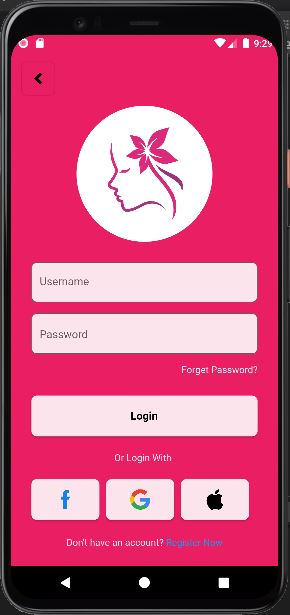 9:29
Username
Password
Forget Password?
Login
Or Login With
Don't have an account? Register Now